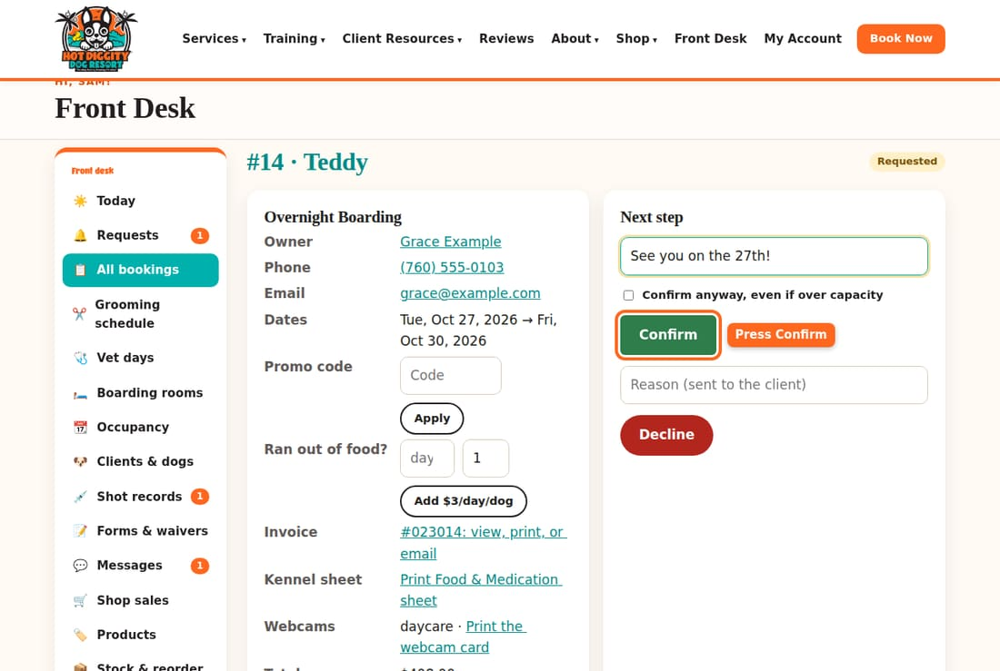 HOT DIGGITY
DOG RESORT
Services ▾
Training ▾
Client Resources ▾
Reviews
About ▾
Shop ▾
Front Desk
My Account
Book Now
HI, SAM!
Front Desk
Front desk
Today
Requests 1
All bookings
Grooming
schedule
Vet days
Boarding rooms
Occupancy
Clients & dogs
Shot records 1
Forms & waivers
Messages 1
Shop sales
Products
Stock & reorder
#14 · Teddy
Requested
Overnight Boarding
Owner Grace Example
Phone (760) 555-0103
Email grace@example.com
Dates Tue, Oct 27, 2026 → Fri,
Oct 30, 2026
Promo code Code
Apply
Ran out of food? day 1
Add $3/day/dog
Invoice #023014: view, print, or
email
Kennel sheet Print Food & Medication
sheet
Webcams daycare · Print the
webcam card
Next step
See you on the 27th!
Confirm anyway, even if over capacity
Confirm
Press Confirm
Reason (sent to the client)
Decline